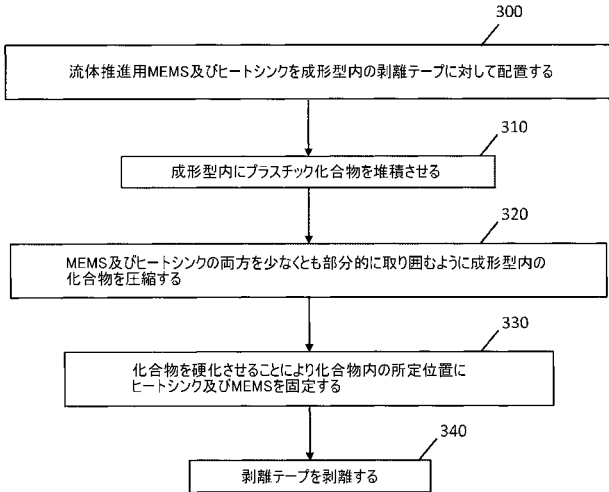 300
流体推進用MEMS及びヒートシンクを成形型内の剥離テープに対して配置する
310
成形型内にプラスチック化合物を堆積させる
320
MEMS及びヒートシンクの両方を少なくとも部分的に取り囲むように成形型内の
化合物を圧縮する
330
化合物を硬化させることにより化合物内の所定位置に
ヒートシンク及びMEMSを固定する
340
剥離テープを剥離する